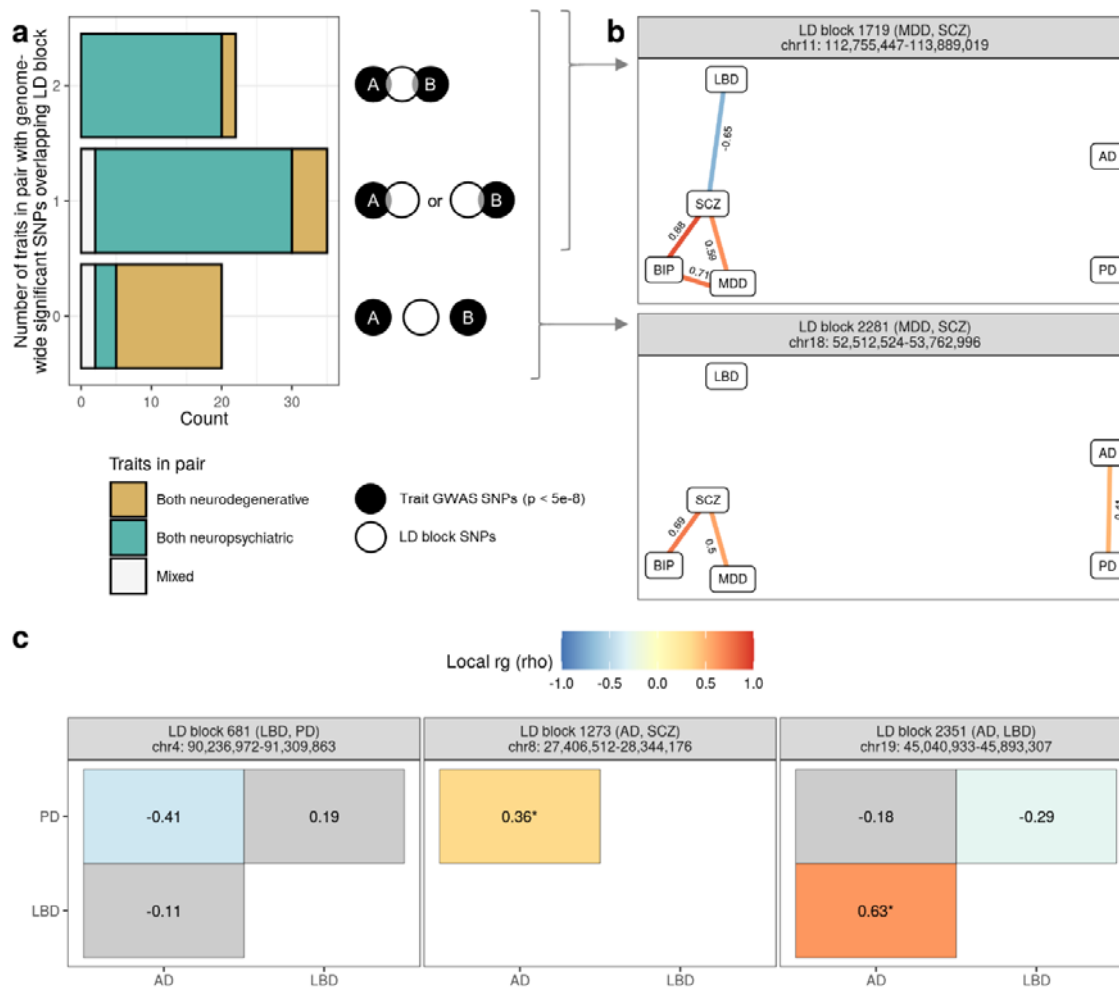 a
Number of traits in pair with genome-
wide significant SNPs overlapping LD block
2
1
0
0
10
20
30
Count
A
B
A
or
B
A
B
Traits in pair
Both neurodegenerative
Both neuropsychiatric
Mixed
Trait GWAS SNPs (p < 5e-8)
LD block SNPs
b
LD block 1719 (MDD, SCZ)
chr11: 112,755,447-113,889,019
LBD
-0.65
AD
SCZ
0.88
0.59
BIP
0.71
MDD
PD
LD block 2281 (MDD, SCZ)
chr18: 52,512,524-53,762,996
LBD
AD
SCZ
0.69
0.5
BIP
MDD
PD
c
Local rg (rho)
-1.0
-0.5
0.0
0.5
1.0
LD block 681 (LBD, PD)
chr4: 90,236,972-91,309,863
LD block 1273 (AD, SCZ)
chr8: 27,406,512-28,344,176
LD block 2351 (AD, LBD)
chr19: 45,040,933-45,893,307
PD
-0.41
0.19
0.36*
-0.18
-0.29
LBD
-0.11
0.63*
AD
LBD
AD
LBD
AD
LBD